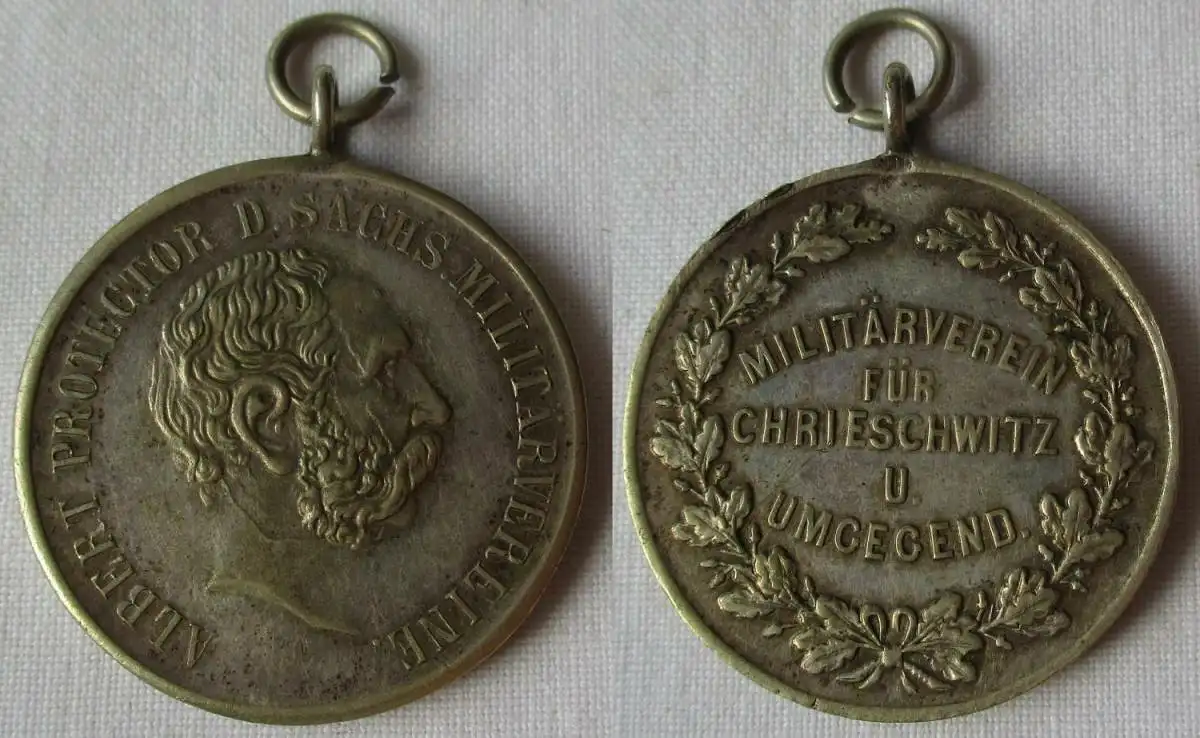 ALBERT PROTECTOR D. SÄCHS. MILITÄRVEREINE.
MILITÄRVEREIN
FÜR
CHRIESCHWITZ
U.
UMGEGEND.